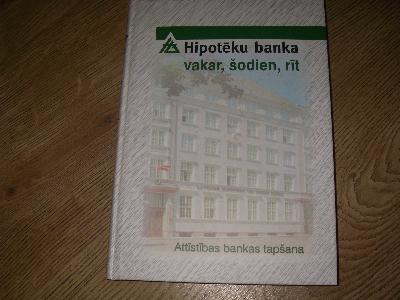 Hipotēku banka
vakar, šodien, rīt
Attīstības bankas tapšana